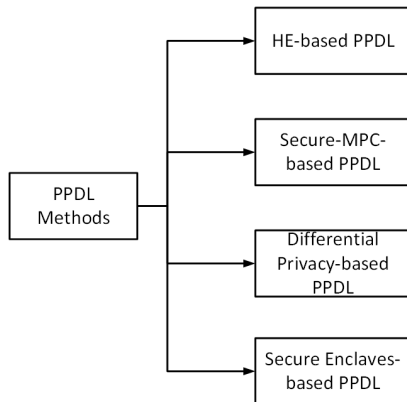 PPDL
Methods
HE-based PPDL
Secure-MPC-
based PPDL
Differential
Privacy-based
PPDL
Secure Enclaves-
based PPDL